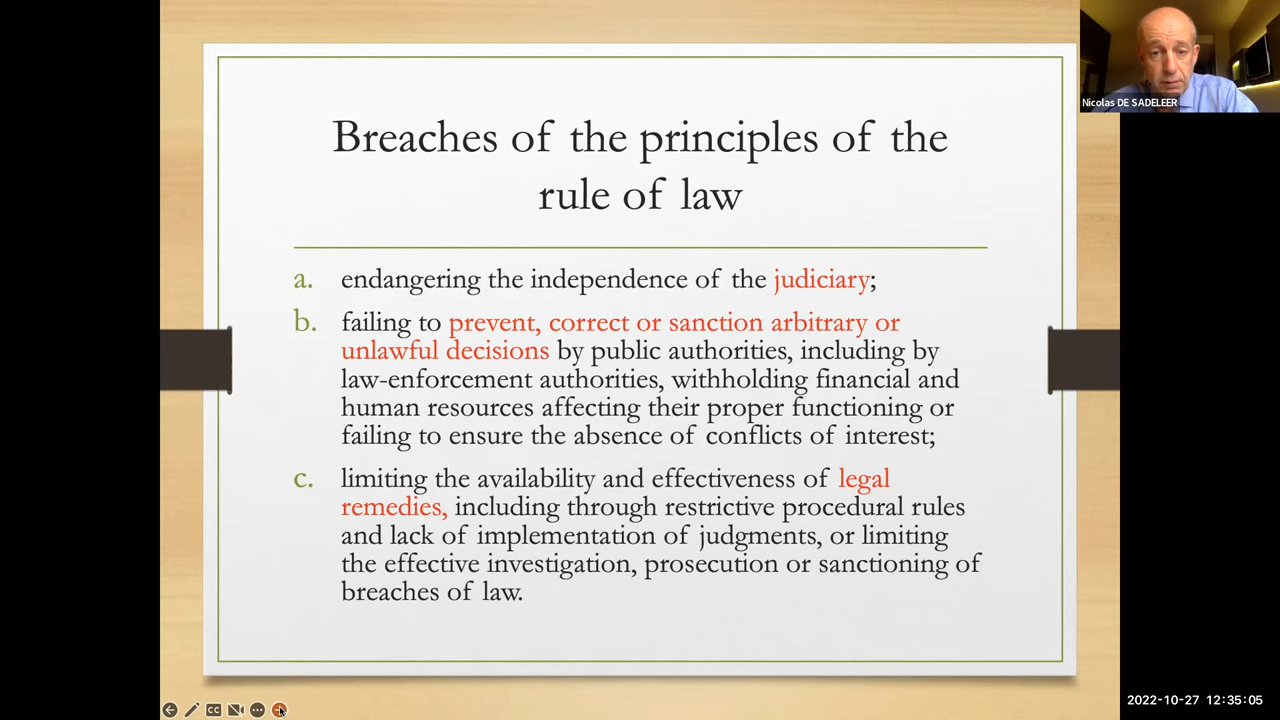 Breaches of the principles of the
rule of law
a. endangering the independence of the judiciary;
b. failing to prevent, correct or sanction arbitrary or
unlawful decisions by public authorities, including by
law-enforcement authorities, withholding financial and
human resources affecting their proper functioning or
failing to ensure the absence of conflicts of interest;
c. limiting the availability and effectiveness of legal
remedies, including through restrictive procedural rules
and lack of implementation of judgments, or limiting
the effective investigation, prosecution or sanctioning of
breaches of law.
Nicolas DE SADELEER
CC
2022-10-27 12:35:05